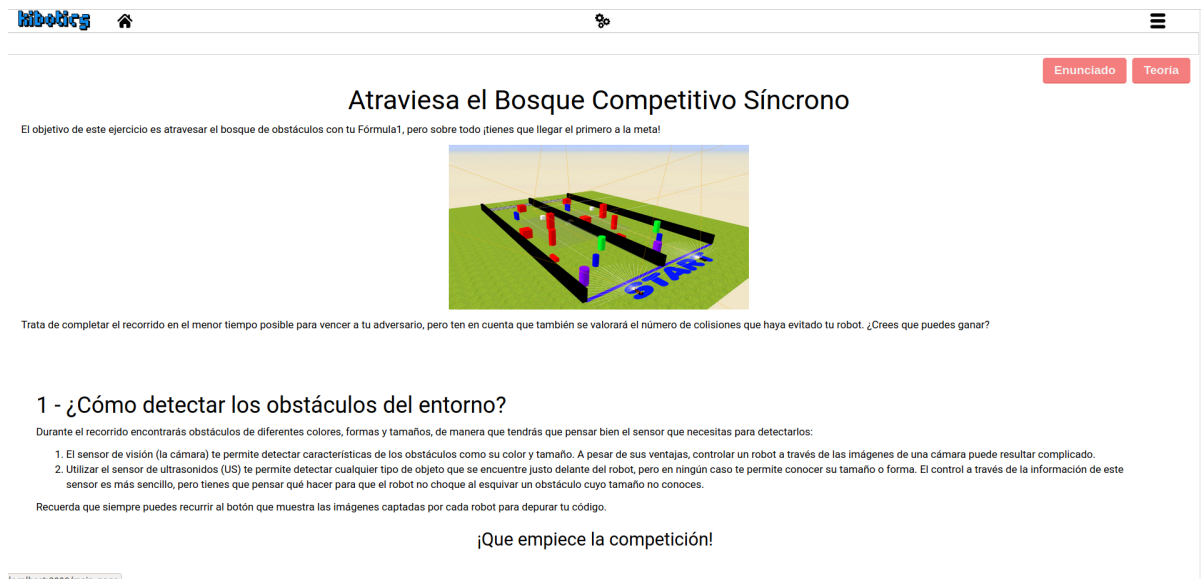 kibotics
Enunciado Teoría
Atraviesa el Bosque Competitivo Síncrono
El objetivo de este ejercicio es atravesar el bosque de obstáculos con tu Fórmula1, pero sobre todo ¡tienes que llegar el primero a la meta!
START
Trata de completar el recorrido en el menor tiempo posible para vencer a tu adversario, pero ten en cuenta que también se valorará el número de colisiones que haya evitado tu robot. ¿Crees que puedes ganar?
1 - ¿Cómo detectar los obstáculos del entorno?
Durante el recorrido encontrarás obstáculos de diferentes colores, formas y tamaños, de manera que tendrás que pensar bien el sensor que necesitas para detectarlos:
1. El sensor de visión (la cámara) te permite detectar características de los obstáculos como su color y tamaño. A pesar de sus ventajas, controlar un robot a través de las imágenes de una cámara puede resultar complicado.
2. Utilizar el sensor de ultrasonidos (US) te permite detectar cualquier tipo de objeto que se encuentre justo delante del robot, pero en ningún caso te permite conocer su tamaño o forma. El control a través de la información de este
sensor es más sencillo, pero tienes que pensar qué hacer para que el robot no choque al esquivar un obstáculo cuyo tamaño no conoces.
Recuerda que siempre puedes recurrir al botón que muestra las imágenes captadas por cada robot para depurar tu código.
¡Que empiece la competición!